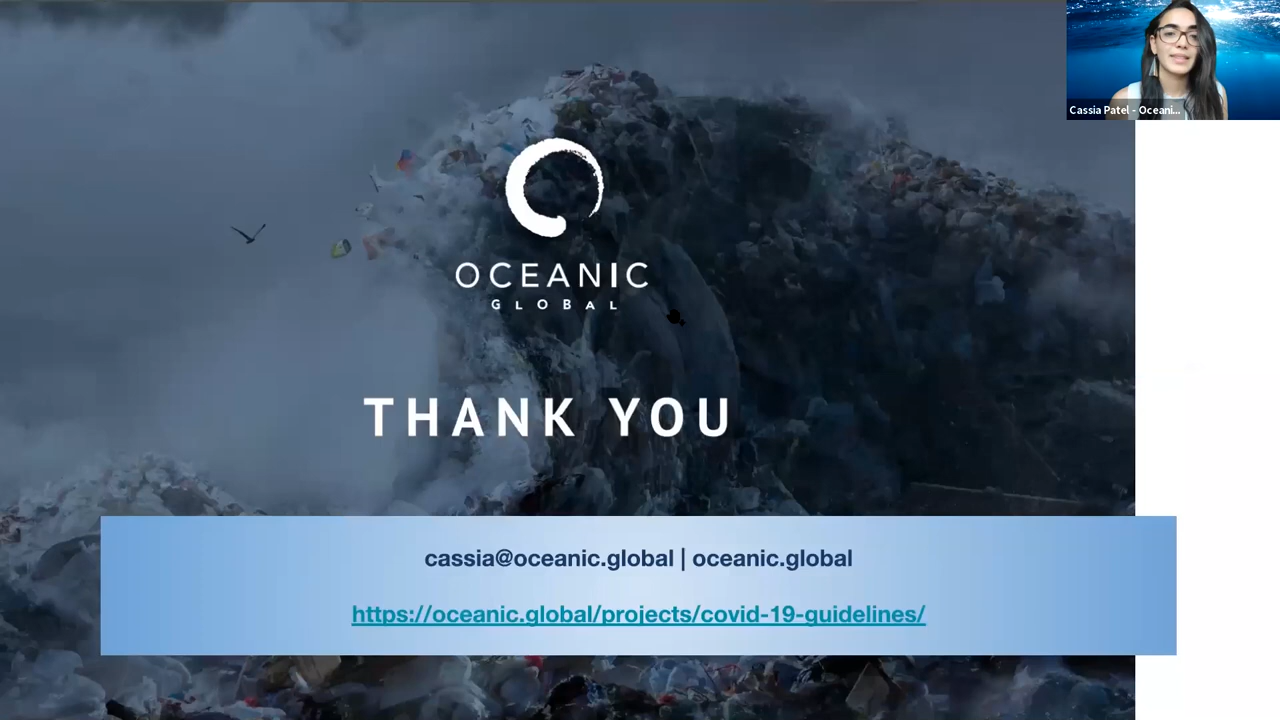 Cassia Patel - Oceani...
OCEANIC
GLOBAL
THANK YOU
cassia@oceanic.global | oceanic.global
https://oceanic.global/projects/covid-19-guidelines/